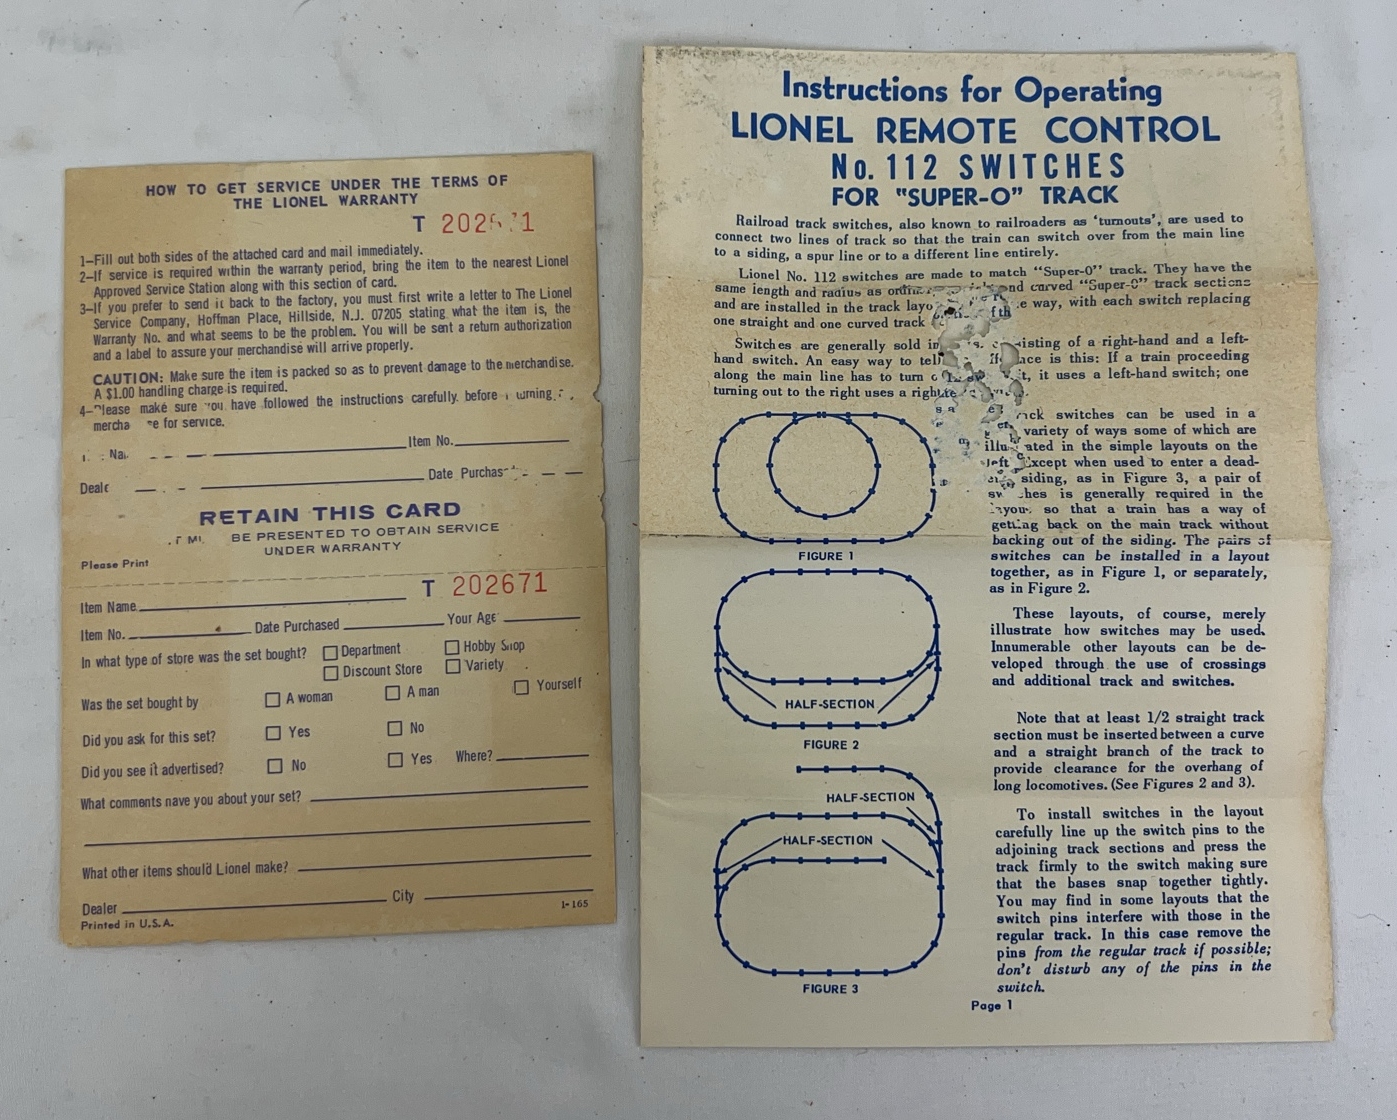 HOW TO GET SERVICE UNDER THE TERMS OF
THE LIONEL WARRANTY
T 202 71
1-Fill out both sides of the attached card and mail immediately.
2-If service is required within the warranty period, bring the item to the nearest Lionel
Approved Service Station along with this section of card.
3-If you prefer to send it back to the factory, you must first write a letter to The Lionel
Service Company, Hoffman Place, Hillside, N.J. 07205 stating what the item is, the
Warranty No. and what seems to be the problem. You will be sent a return authorization
and a label to assure your merchandise will arrive properly.
CAUTION: Make sure the item is packed so as to prevent damage to the merchandise.
A $1.00 handling charge is required.
4-Please make sure you have followed the instructions carefully, before
for service.
Item No.
Date
RETAIN THIS CARD
BE PRESENTED TO OBTAIN SERVICE
UNDER WARRANTY
Please Print
T 202671
Item Name
Item No. Date Purchased Your Age
In what type of store was the set bought? Department Hobby Shop
Discount Store Variety
Was the set bought by A woman A man Yourself
Did you ask for this set? Yes No
Did you see it advertised? No Yes Where?
What comments have you about your set?
What other items should Lionel make?
Dealer City
Printed in U.S.A. 1-165
Instructions for Operating
LIONEL REMOTE CONTROL
No. 112 SWITCHES
FOR "SUPER-O" TRACK
Railroad track switches, also known to railroaders as 'turnouts', are used to
connect two lines of track so that the train can switch over from the main line
to a siding, a spur line or to a different line entirely.
Lionel No. 112 switches are made to match "Super-O" track. They have the
same length and radius as and curved "Super-O" track sections
and are installed in the track way, with each switch replacing
one straight and one curved track
Switches are generally sold in of a right-hand and a left-
hand switch. An easy way to tell is this: If a train proceeding
along the main line has to turn it uses a left-hand switch; one
turning out to the right uses a
FIGURE 1
HALF-SECTION
FIGURE 2
HALF-SECTION
HALF-SECTION
FIGURE 3
switches can be used in a
variety of ways some of which are
in the simple layouts on the
left. Except when used to enter a dead-
siding, as in Figure 3, a pair of
is generally required in the
so that a train has a way of
getting back on the main track without
backing out of the siding. The pairs of
switches can be installed in a layout
together, as in Figure 1, or separately,
as in Figure 2.
These layouts, of course, merely
illustrate how switches may be used.
Innumerable other layouts can be de-
veloped through the use of crossings
and additional track and switches.
Note that at least 1/2 straight track
section must be inserted between a curve
and a straight branch of the track to
provide clearance for the overhang of
long locomotives. (See Figures 2 and 3).
To install switches in the layout
carefully line up the switch pins to the
adjoining track sections and press the
track firmly to the switch making sure
that the bases snap together tightly.
You may find in some layouts that the
switch pins interfere with those in the
regular track. In this case remove the
pins from the regular track if possible;
don't disturb any of the pins in the
switch.
Page 1